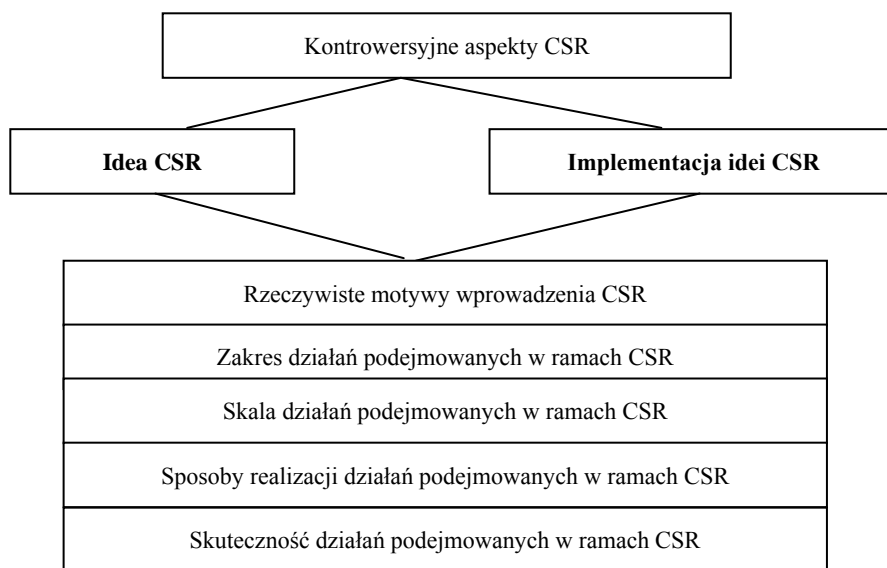 Kontrowersyjne aspekty CSR
Idea CSR
Implementacja idei CSR
Rzeczywiste motywy wprowadzenia CSR
Zakres działań podejmowanych w ramach CSR
Skala działań podejmowanych w ramach CSR
Sposoby realizacji działań podejmowanych w ramach CSR
Skuteczność działań podejmowanych w ramach CSR